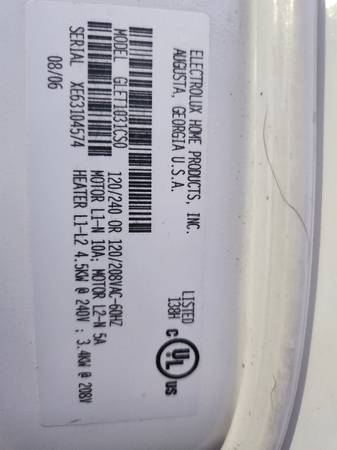 ELECTROLUX HOME PRODUCTS, INC.
AUGUSTA, GEORGIA U.S.A.
MODEL GLET1031CS0
SERIAL XE63104574
08/06
120/240 OR 120/208VAC-60HZ
MOTOR L1-N 10A; MOTOR L2-N 5A
HEATER L1-L2 4.5KW @ 240V ; 3.4KW @ 208V
LISTED
138H
C UL US